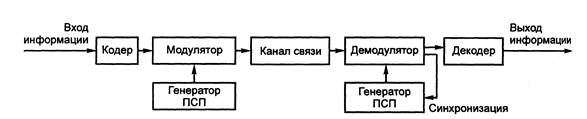 Вход
информации
Кодер
Модулятор
Канал связи
Демодулятор
Декодер
Выход
информации
Генератор
ПСП
Генератор
ПСП
Синхронизация